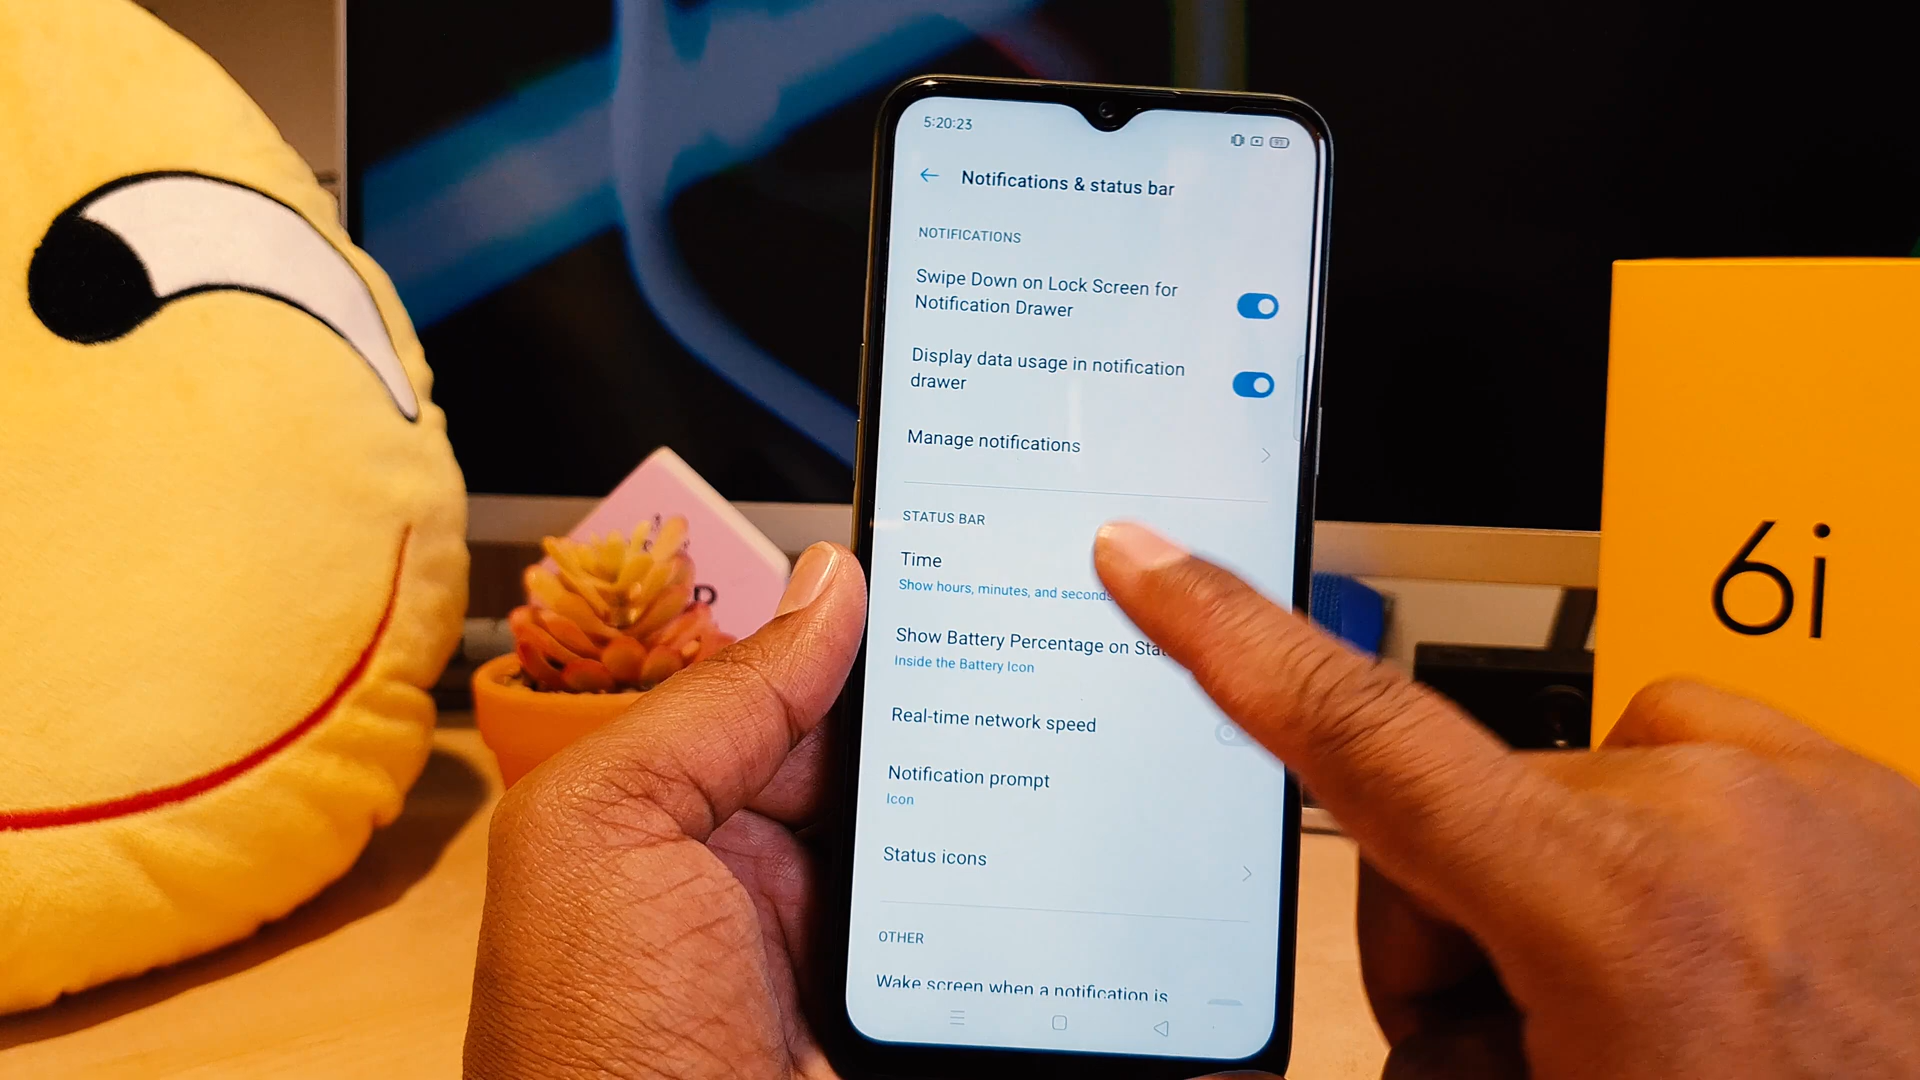 5:20:23
Notifications & status bar
NOTIFICATIONS
Swipe Down on Lock Screen for
Notification Drawer
Display data usage in notification
drawer
Manage notifications
STATUS BAR
Time
Show hours, minutes, and seconds
Show Battery Percentage on Stat
Inside the Battery Icon
Real-time network speed
Notification prompt
Icon
Status icons
OTHER
Wake screen when a notification is
6i